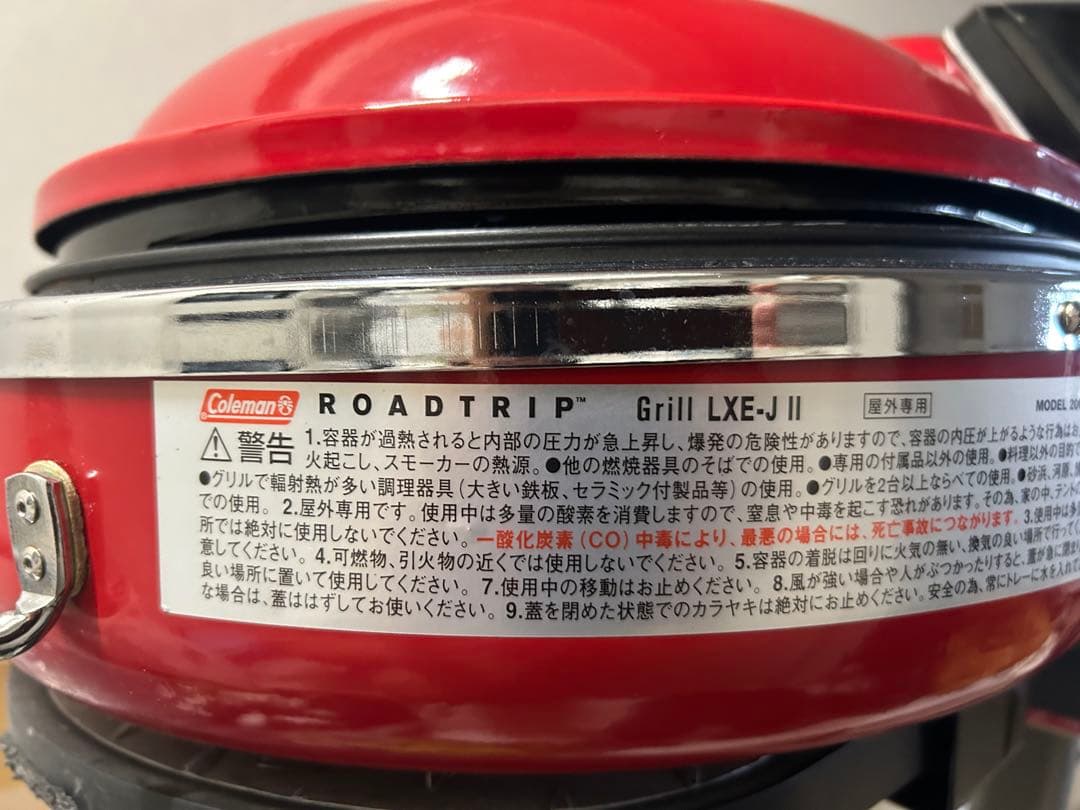 Coleman ROADTRIP™ Grill LXE-J II 屋外専用 MODEL 20
警告 1.容器が過熱されると内部の圧力が急上昇し、爆発の危険性がありますので、容器の内圧が上がるような行為はお
火起こし、スモーカーの熱源。●他の燃焼器具のそばでの使用。●専用の付属品以外の使用。●料理以外の目的で
●グリルで輻射熱が多い調理器具(大きい鉄板、セラミック付製品等)の使用。●グリルを2台以上ならべての使用。●砂浜、河原、
での使用。2.屋外専用です。使用中は多量の酸素を消費しますので、窒息や中毒を起こす恐れがあります。その為、家の中、テント
所では絶対に使用しないでください。一酸化炭素(CO)中毒により、最悪の場合には、死亡事故につながります。3.使用中は多
意してください。4.可燃物、引火物の近くでは使用しないでください。5.容器の着脱は回りに火気の無い、換気の良い場所で行ってく
良い場所に置いて使用してください。7.使用中の移動はお止めください。8.風が強い場合や人がぶつかったりすると、蓋が急に
な場合は、蓋ははずしてお使いください。9.蓋を閉めた状態でのカラヤキは絶対にお止めください。安全の為、常にトレーに水を入れて